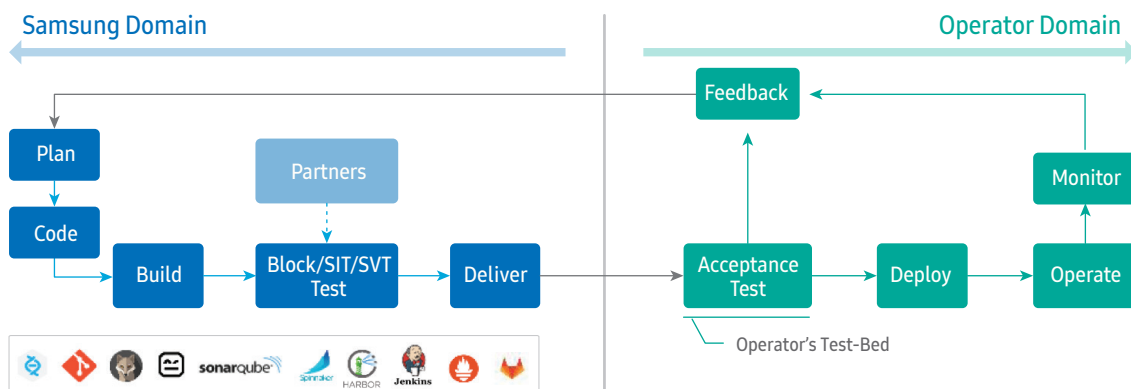 Samsung Domain
Operator Domain
Feedback
Plan
Partners
Monitor
Code
Build
Block/SIT/SVT
Test
Deliver
Acceptance
Test
Deploy
Operate
Operator's Test-Bed
sonarqube
Spinnaker
HARBOR
Jenkins